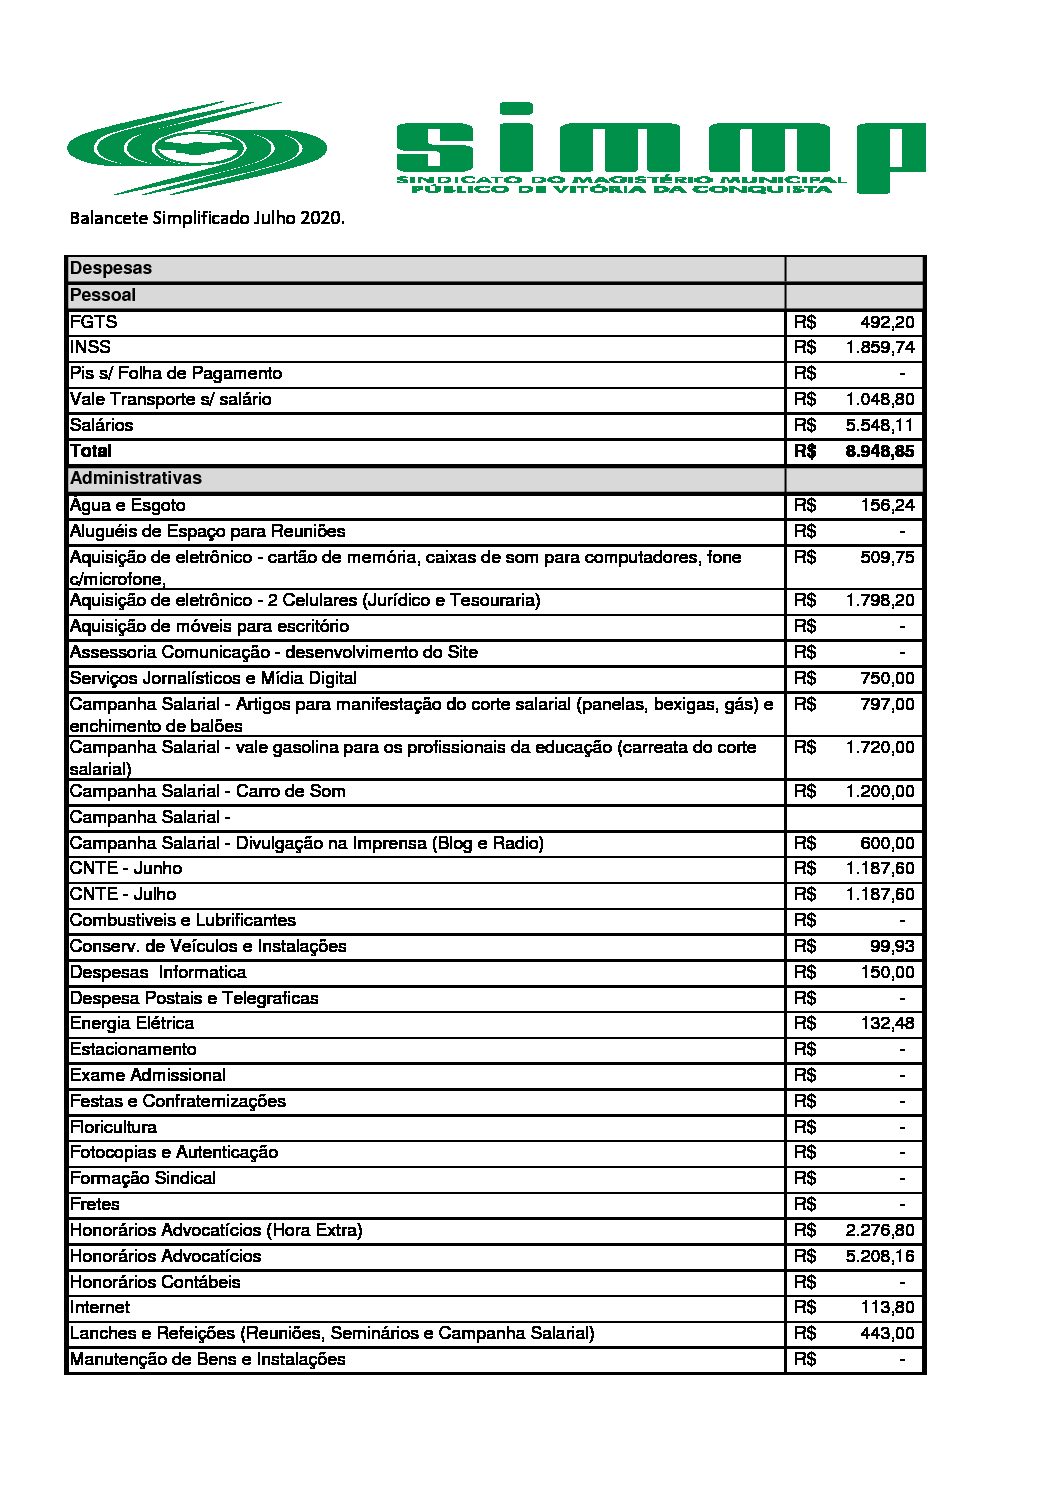 simmp
SINDICATO DO MAGISTÉRIO MUNICIPAL
PÚBLICO DE VITÓRIA DA CONQUISTA
Balancete Simplificado Julho 2020.
Despesas
Pessoal
FGTS R$ 492,20
INSS R$ 1.859,74
Pis s/ Folha de Pagamento R$ -
Vale Transporte s/ salário R$ 1.048,80
Salários R$ 5.548,11
Total R$ 8.948,85
Administrativas
Água e Esgoto R$ 156,24
Aluguéis de Espaço para Reuniões R$ -
Aquisição de eletrônico - cartão de memória, caixas de som para computadores, fone R$ 509,75
c/microfone,
Aquisição de eletrônico - 2 Celulares (Jurídico e Tesouraria) R$ 1.798,20
Aquisição de móveis para escritório R$ -
Assessoria Comunicação - desenvolvimento do Site R$ -
Serviços Jornalísticos e Mídia Digital R$ 750,00
Campanha Salarial - Artigos para manifestação do corte salarial (panelas, bexigas, gás) e R$ 797,00
enchimento de balões
Campanha Salarial - vale gasolina para os profissionais da educação (carreata do corte R$ 1.720,00
salarial)
Campanha Salarial - Carro de Som R$ 1.200,00
Campanha Salarial -
Campanha Salarial - Divulgação na Imprensa (Blog e Radio) R$ 600,00
CNTE - Junho R$ 1.187,60
CNTE - Julho R$ 1.187,60
Combustiveis e Lubrificantes R$ -
Conserv. de Veículos e Instalações R$ 99,93
Despesas  Informatica R$ 150,00
Despesa Postais e Telegraficas R$ -
Energia Elétrica R$ 132,48
Estacionamento R$ -
Exame Admissional R$ -
Festas e Confraternizações R$ -
Floricultura R$ -
Fotocopias e Autenticação R$ -
Formação Sindical R$ -
Fretes R$ -
Honorários Advocatícios (Hora Extra) R$ 2.276,80
Honorários Advocatícios R$ 5.208,16
Honorários Contábeis R$ -
Internet R$ 113,80
Lanches e Refeições (Reuniões, Seminários e Campanha Salarial) R$ 443,00
Manutenção de Bens e Instalações R$ -